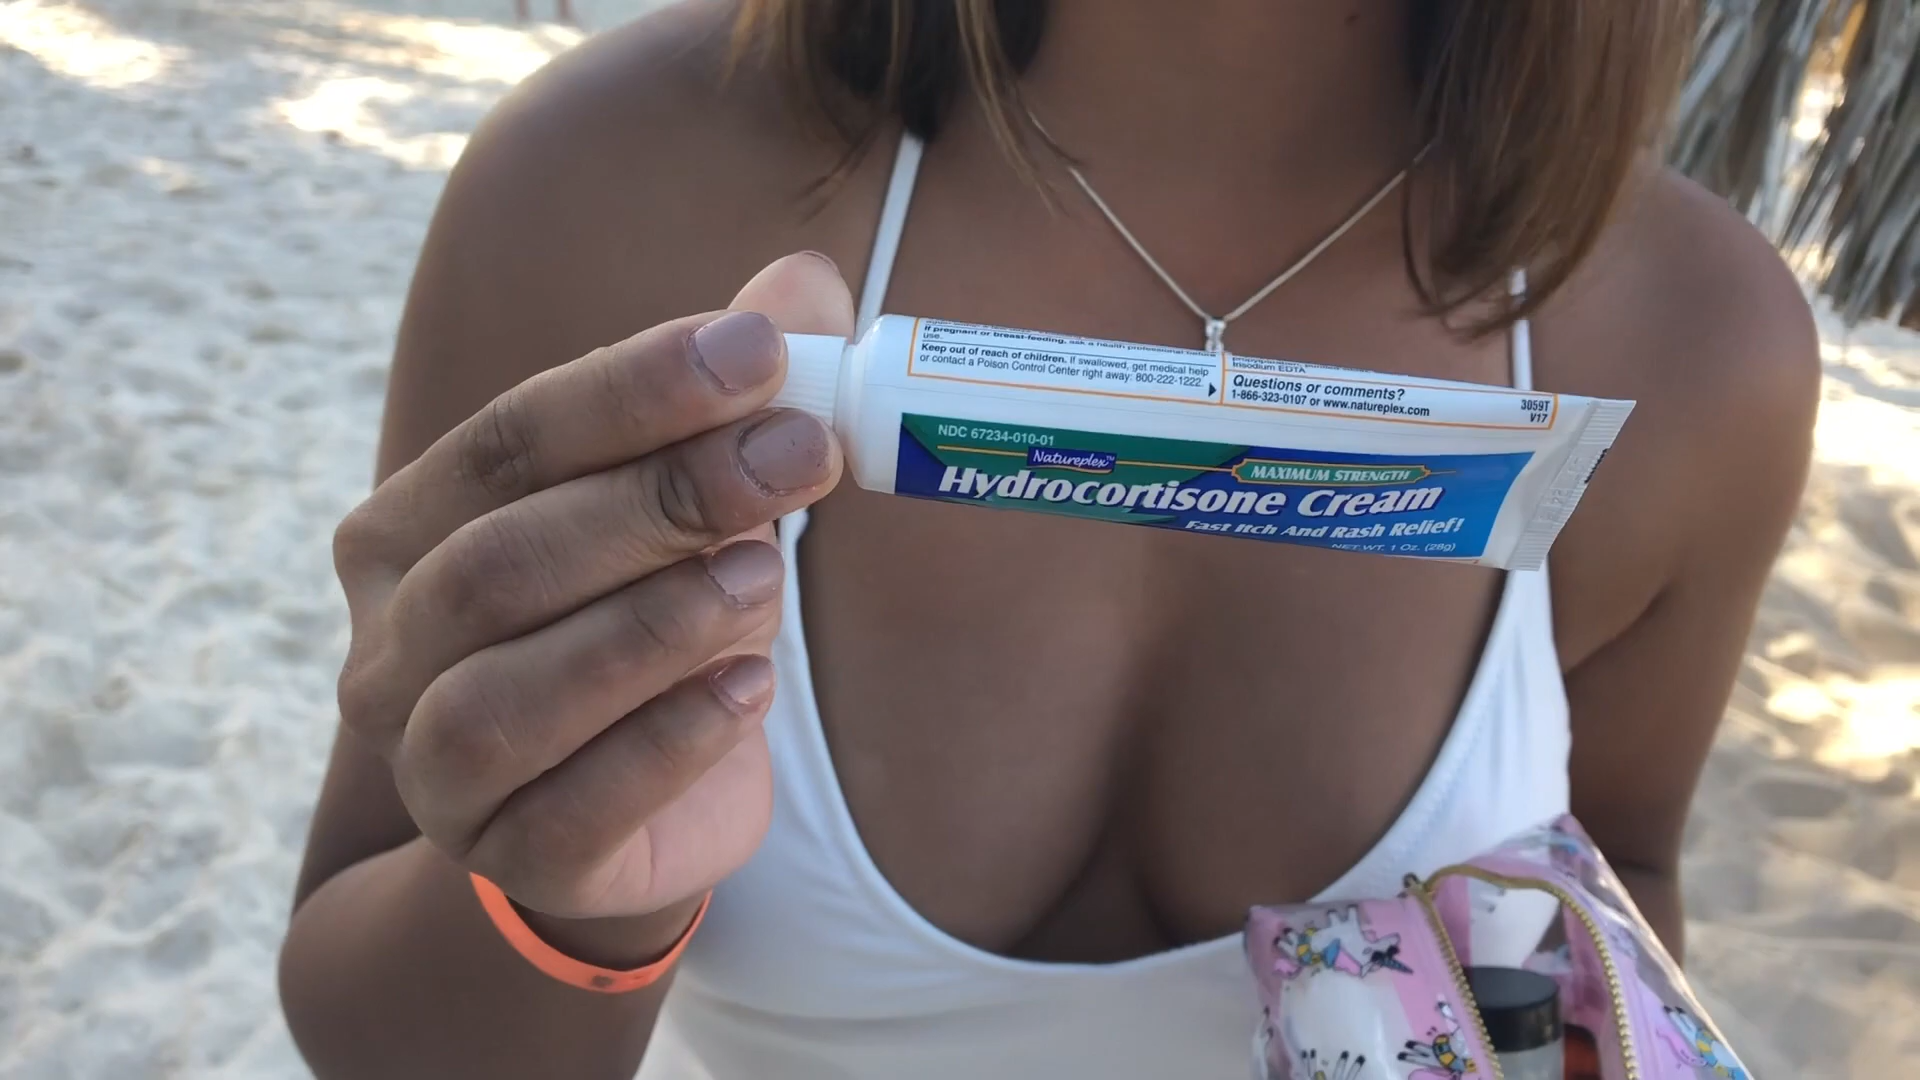 If pregnant or breast-feeding, ask a health professional before
use.
Keep out of reach of children. If swallowed, get medical help
or contact a Poison Control Center right away: 800-222-1222.
trisodium EDTA
Questions or comments?
1-866-323-0107 or www.natureplex.com
3059T
V17
NDC 67234-010-01
Natureplex™
MAXIMUM STRENGTH
Hydrocortisone Cream
Fast Itch And Rash Relief!
NET WT. 1 Oz. (28g)